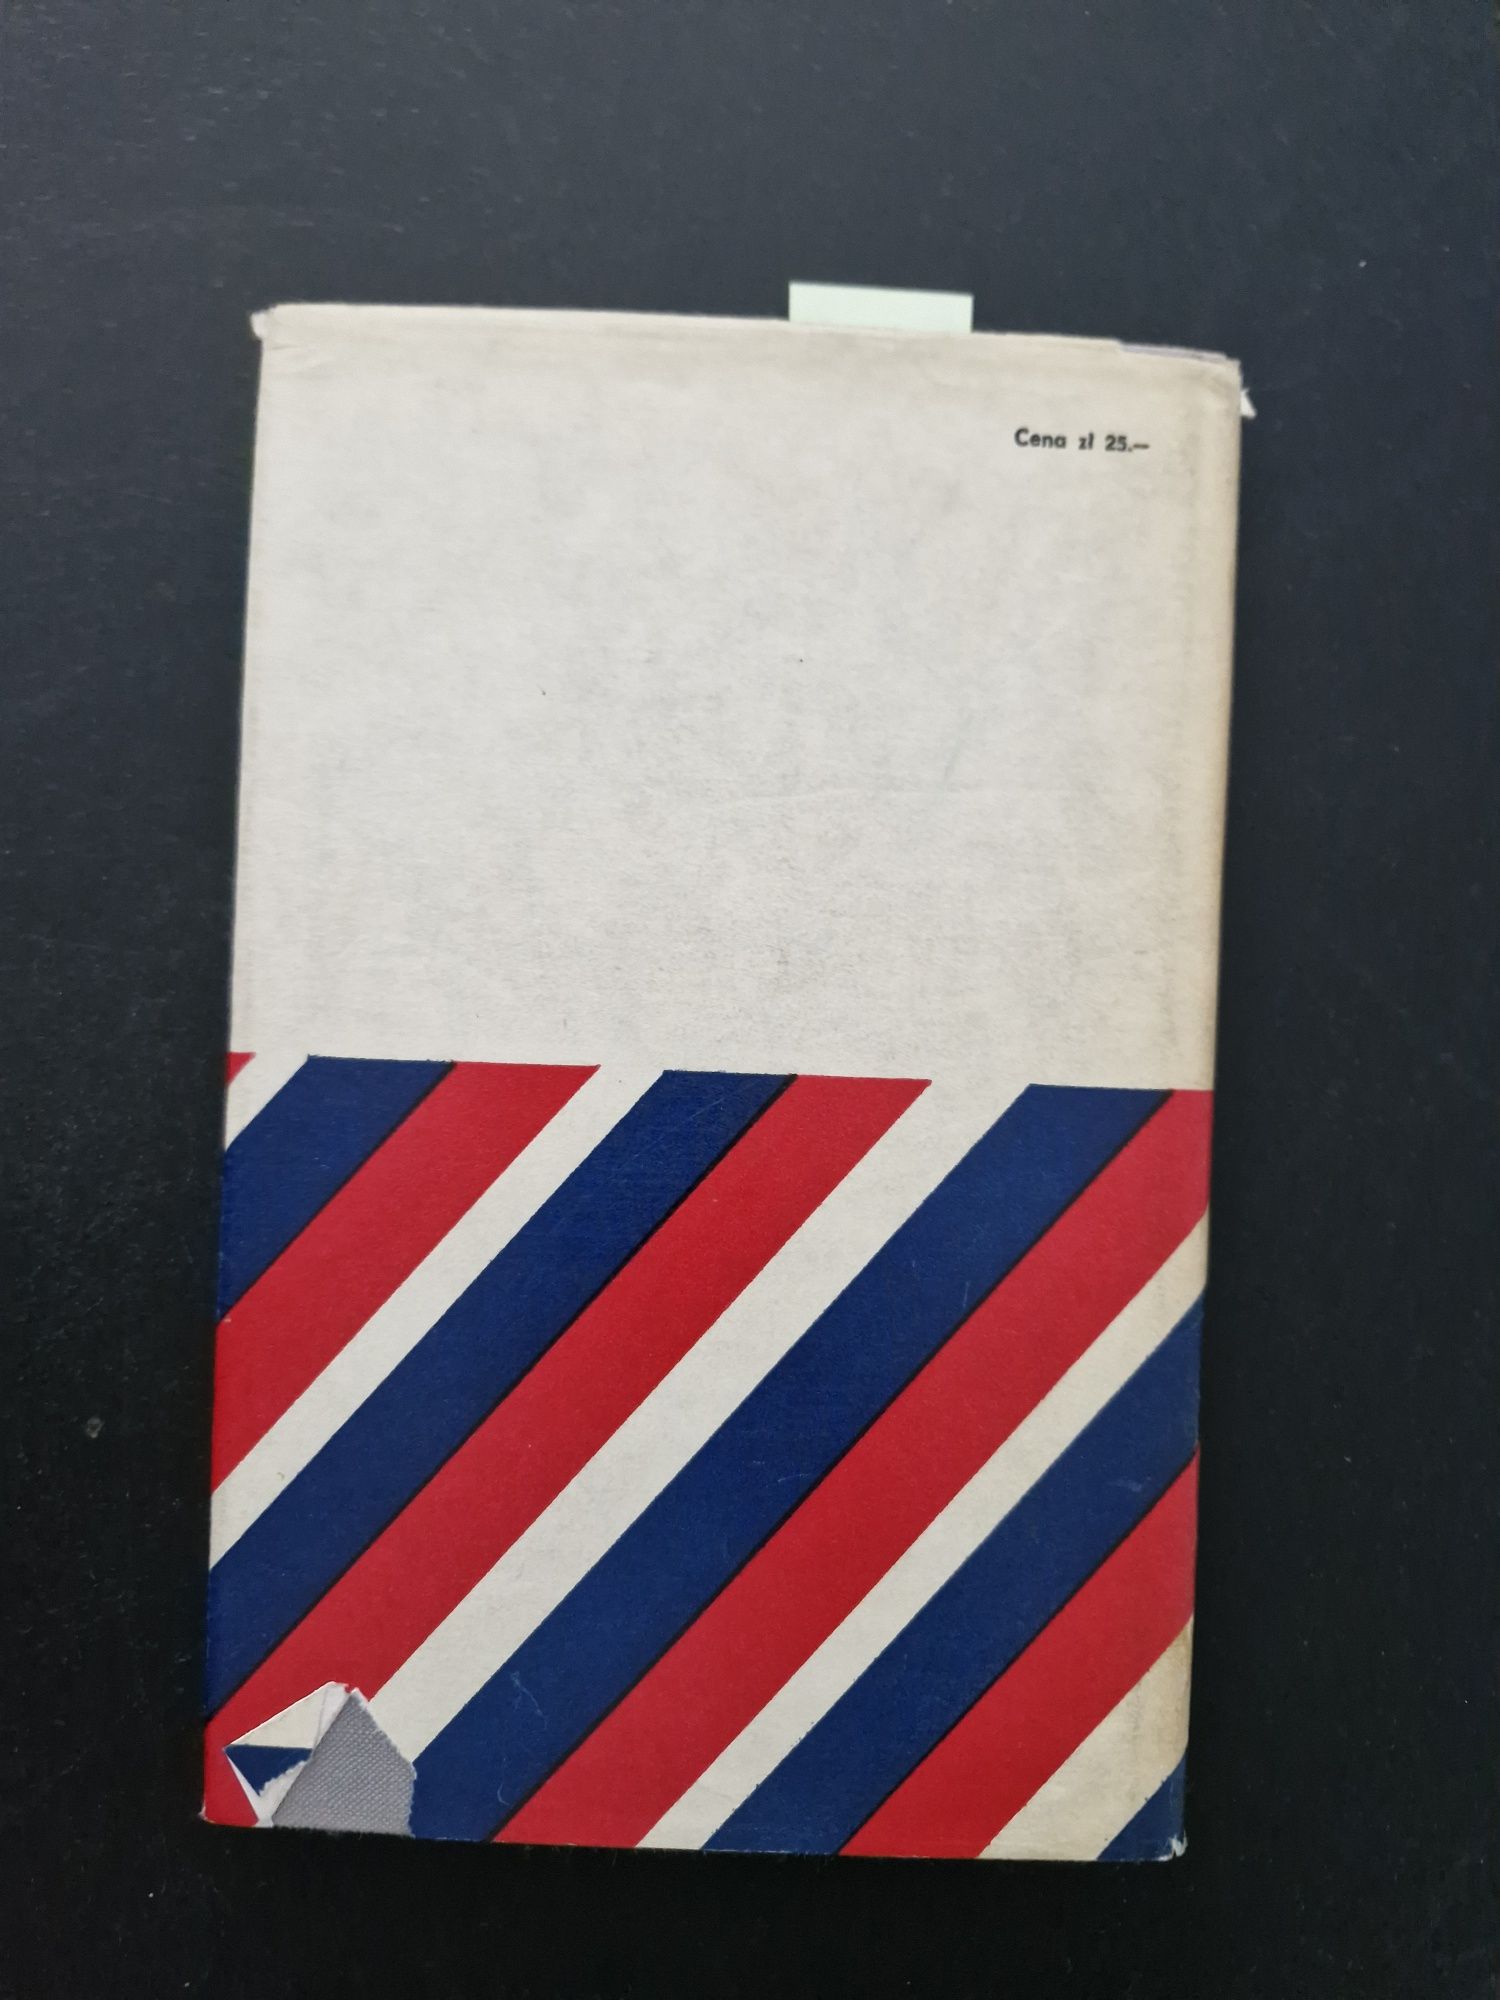 Cena zł 25.—